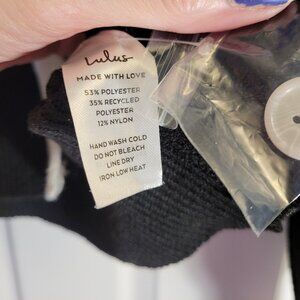 Lulus
MADE WITH LOVE
53% POLYESTER
35% RECYCLED
POLYESTER
12% NYLON
HAND WASH COLD
DO NOT BLEACH
LINE DRY
IRON LOW HEAT